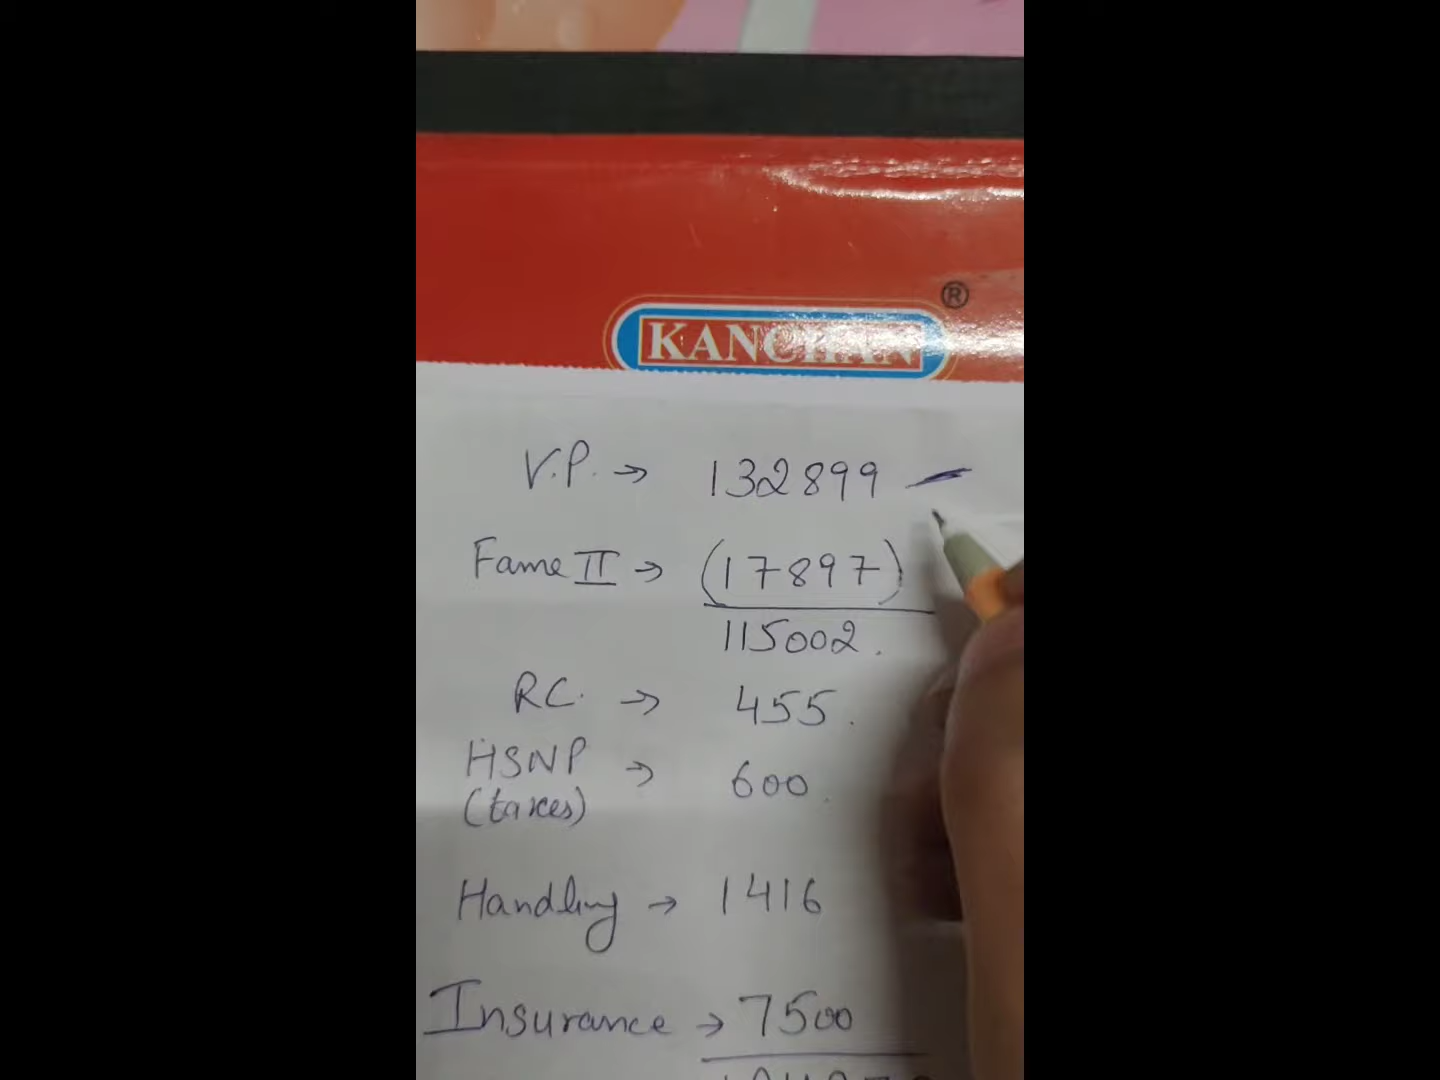 KANCHAN ®
V.P. → 132899
Fame II → (17897)
115002.
RC. → 455.
HSNP → 600.
(taxes)
Handling → 1416
Insurance → 7500